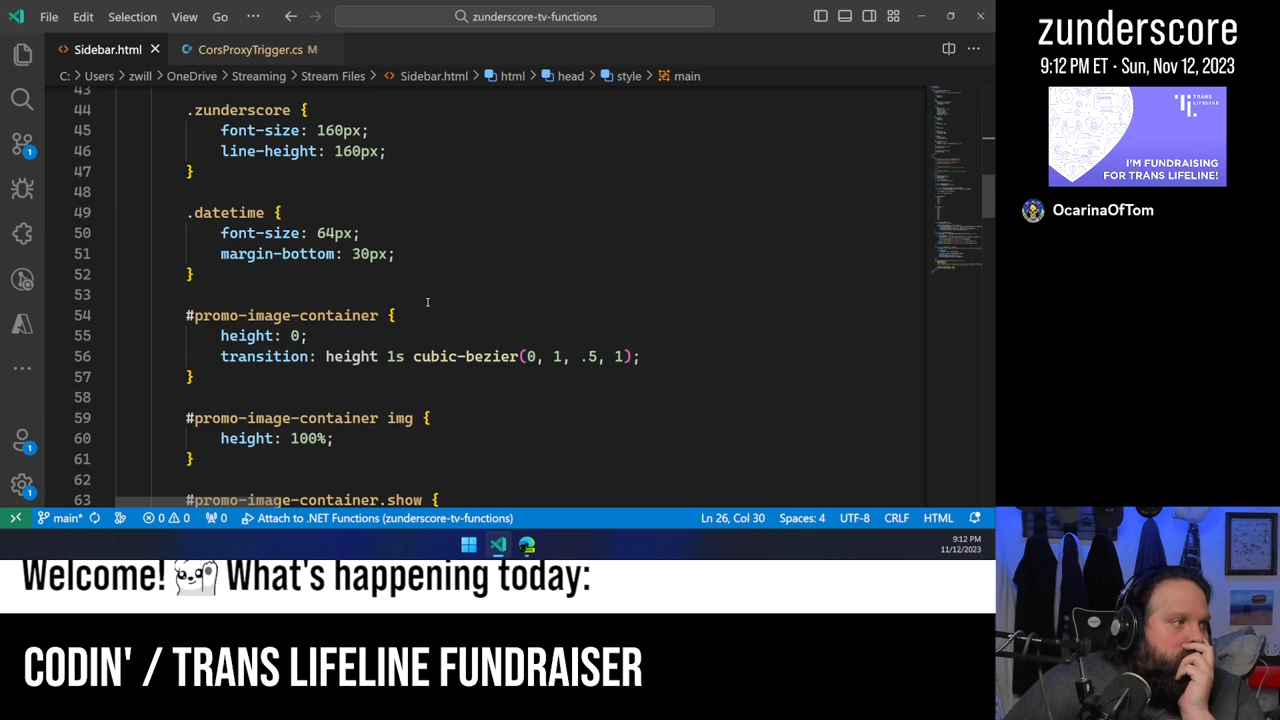 File Edit Selection View Go ··· zunderscore-tv-functions
Sidebar.html CorsProxyTrigger.cs M
C: > Users > zwill > OneDrive > Streaming > Stream Files > Sidebar.html > html > head > style > main
43
44 .zunderscore {
45 font-size: 160px;
46 line-height: 160px;
47 }
48
49 .datetime {
50 font-size: 64px;
51 margin-bottom: 30px;
52 }
53
54 #promo-image-container {
55 height: 0;
56 transition: height 1s cubic-bezier(0, 1, .5, 1);
57 }
58
59 #promo-image-container img {
60 height: 100%;
61 }
62
63 #promo-image-container.show {
1
1
1
main* 0 0 0 Attach to .NET Functions (zunderscore-tv-functions) Ln 26, Col 30 Spaces: 4 UTF-8 CRLF HTML
9:12 PM
11/12/2023
Welcome! What's happening today:
CODIN' / TRANS LIFELINE FUNDRAISER
zunderscore
9:12 PM ET · Sun, Nov 12, 2023
TRANS
LIFELINE
I'M FUNDRAISING
FOR TRANS LIFELINE!
OcarinaOfTom